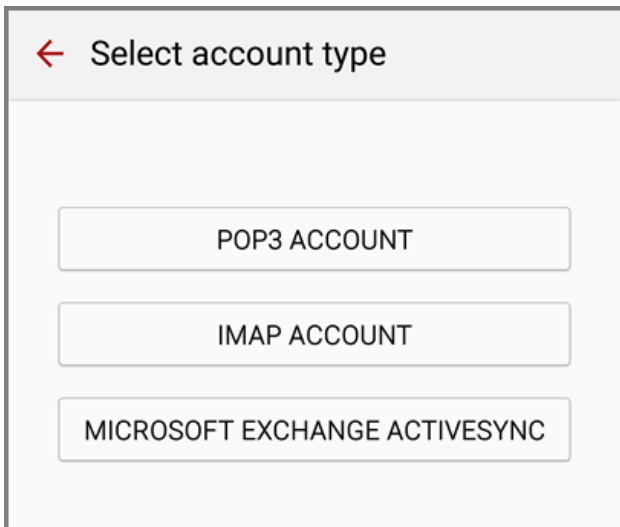 Select account type
POP3 ACCOUNT
IMAP ACCOUNT
MICROSOFT EXCHANGE ACTIVESYNC